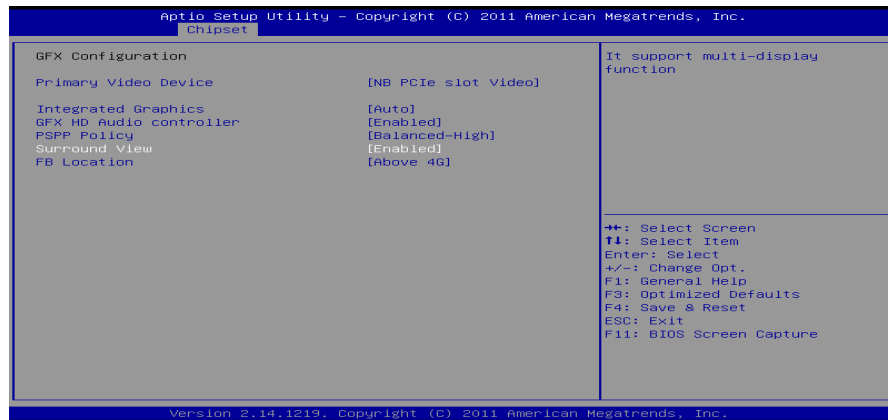 Aptio Setup Utility – Copyright (C) 2011 American Megatrends, Inc.
Chipset
GFX Configuration
Primary Video Device [NB PCIe slot Video]
Integrated Graphics [Auto]
GFX HD Audio controller [Enabled]
PSPP Policy [Balanced-High]
Surround View [Enabled]
FB Location [Above 4G]
It support multi-display
function
→←: Select Screen
↑↓: Select Item
Enter: Select
+/-: Change Opt.
F1: General Help
F3: Optimized Defaults
F4: Save & Reset
ESC: Exit
F11: BIOS Screen Capture
Version 2.14.1219. Copyright (C) 2011 American Megatrends, Inc.